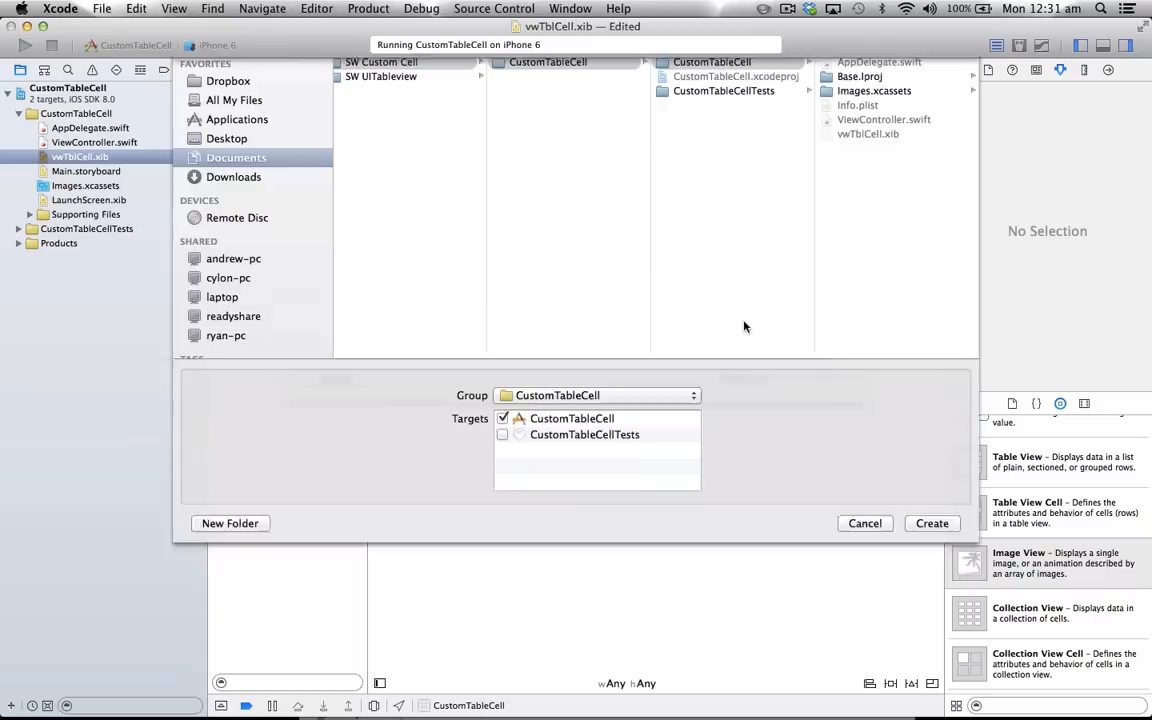 Xcode File Edit View Find Navigate Editor Product Debug Source Control Window Help 100% Mon 12:31 am
vwTblCell.xib — Edited
CustomTableCell iPhone 6
Running CustomTableCell on iPhone 6
CustomTableCell
2 targets, iOS SDK 8.0
CustomTableCell
AppDelegate.swift
ViewController.swift
vwTblCell.xib
Main.storyboard
Images.xcassets
LaunchScreen.xib
Supporting Files
CustomTableCellTests
Products
FAVORITES
Dropbox
All My Files
Applications
Desktop
Documents
Downloads
DEVICES
Remote Disc
SHARED
andrew-pc
cylon-pc
laptop
readyshare
ryan-pc
SW Custom Cell
SW UITableview
CustomTableCell
CustomTableCell
CustomTableCell.xcodeproj
CustomTableCellTests
AppDelegate.swift
Base.lproj
Images.xcassets
Info.plist
ViewController.swift
vwTblCell.xib
Group CustomTableCell
Targets CustomTableCell
CustomTableCellTests
New Folder Cancel Create
No Selection
value.
Table View – Displays data in a list
of plain, sectioned, or grouped rows.
Table View Cell – Defines the
attributes and behavior of cells (rows)
in a table view.
Image View – Displays a single
image, or an animation described by
an array of images.
Collection View – Displays data in
a collection of cells.
Collection View Cell – Defines the
attributes and behavior of cells in a
collection view.
wAny hAny
CustomTableCell